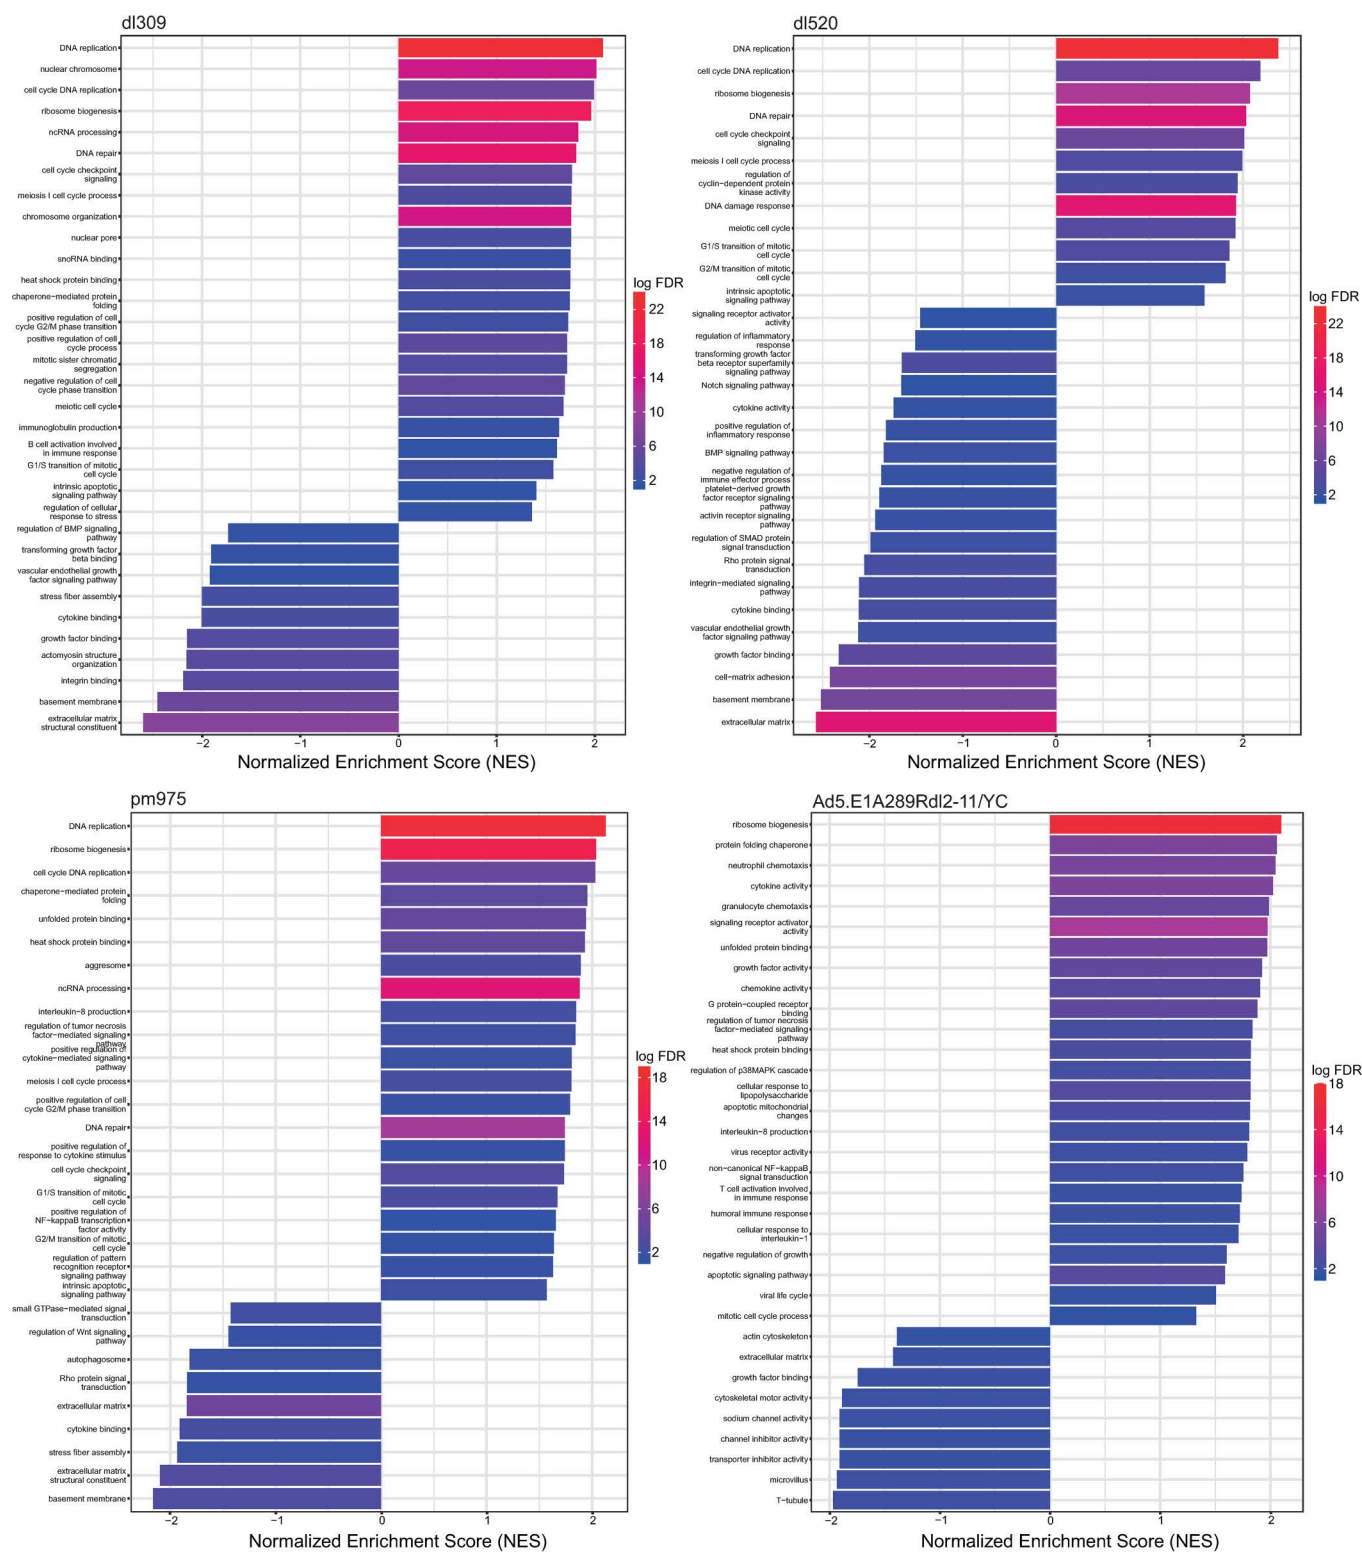 dl309
DNA replication
nuclear chromosome
cell cycle DNA replication
ribosome biogenesis
ncRNA processing
DNA repair
cell cycle checkpoint
signaling
meiosis I cell cycle process
chromosome organization
nuclear pore
snoRNA binding
heat shock protein binding
chaperone−mediated protein
folding
positive regulation of cell
cycle G2/M phase transition
positive regulation of cell
cycle process
mitotic sister chromatid
segregation
negative regulation of cell
cycle phase transition
meiotic cell cycle
immunoglobulin production
B cell activation involved
in immune response
G1/S transition of mitotic
cell cycle
intrinsic apoptotic
signaling pathway
regulation of cellular
response to stress
regulation of BMP signaling
pathway
transforming growth factor
beta binding
vascular endothelial growth
factor signaling pathway
stress fiber assembly
cytokine binding
growth factor binding
actomyosin structure
organization
integrin binding
basement membrane
extracellular matrix
structural constituent
−2 −1 0 1 2
Normalized Enrichment Score (NES)
log FDR
22
18
14
10
6
2
dl520
DNA replication
cell cycle DNA replication
ribosome biogenesis
DNA repair
cell cycle checkpoint
signaling
meiosis I cell cycle process
regulation of
cyclin−dependent protein
kinase activity
DNA damage response
meiotic cell cycle
G1/S transition of mitotic
cell cycle
G2/M transition of mitotic
cell cycle
intrinsic apoptotic
signaling pathway
signaling receptor activator
activity
regulation of inflammatory
response
transforming growth factor
beta receptor superfamily
signaling pathway
Notch signaling pathway
cytokine activity
positive regulation of
inflammatory response
BMP signaling pathway
negative regulation of
immune effector process
platelet−derived growth
factor receptor signaling
pathway
activin receptor signaling
pathway
regulation of SMAD protein
signal transduction
Rho protein signal
transduction
integrin−mediated signaling
pathway
cytokine binding
vascular endothelial growth
factor signaling pathway
growth factor binding
cell−matrix adhesion
basement membrane
extracellular matrix
−2 −1 0 1 2
Normalized Enrichment Score (NES)
log FDR
22
18
14
10
6
2
pm975
DNA replication
ribosome biogenesis
cell cycle DNA replication
chaperone−mediated protein
folding
unfolded protein binding
heat shock protein binding
aggresome
ncRNA processing
interleukin−8 production
regulation of tumor necrosis
factor−mediated signaling
pathway
positive regulation of
cytokine−mediated signaling
pathway
meiosis I cell cycle process
positive regulation of cell
cycle G2/M phase transition
DNA repair
positive regulation of
response to cytokine stimulus
cell cycle checkpoint
signaling
G1/S transition of mitotic
cell cycle
positive regulation of
NF−kappaB transcription
factor activity
G2/M transition of mitotic
cell cycle
regulation of pattern
recognition receptor
signaling pathway
intrinsic apoptotic
signaling pathway
small GTPase−mediated signal
transduction
regulation of Wnt signaling
pathway
autophagosome
Rho protein signal
transduction
extracellular matrix
cytokine binding
stress fiber assembly
extracellular matrix
structural constituent
basement membrane
−2 −1 0 1 2
Normalized Enrichment Score (NES)
log FDR
18
14
10
6
2
Ad5.E1A289Rdl2-11/YC
ribosome biogenesis
protein folding chaperone
neutrophil chemotaxis
cytokine activity
granulocyte chemotaxis
signaling receptor activator
activity
unfolded protein binding
growth factor activity
chemokine activity
G protein−coupled receptor
binding
regulation of tumor necrosis
factor−mediated signaling
pathway
heat shock protein binding
regulation of p38MAPK cascade
cellular response to
lipopolysaccharide
apoptotic mitochondrial
changes
interleukin−8 production
virus receptor activity
non−canonical NF−kappaB
signal transduction
T cell activation involved
in immune response
humoral immune response
cellular response to
interleukin−1
negative regulation of growth
apoptotic signaling pathway
viral life cycle
mitotic cell cycle process
actin cytoskeleton
extracellular matrix
growth factor binding
cytoskeletal motor activity
sodium channel activity
channel inhibitor activity
transporter inhibitor activity
microvillus
T−tubule
−2 −1 0 1 2
Normalized Enrichment Score (NES)
log FDR
18
14
10
6
2